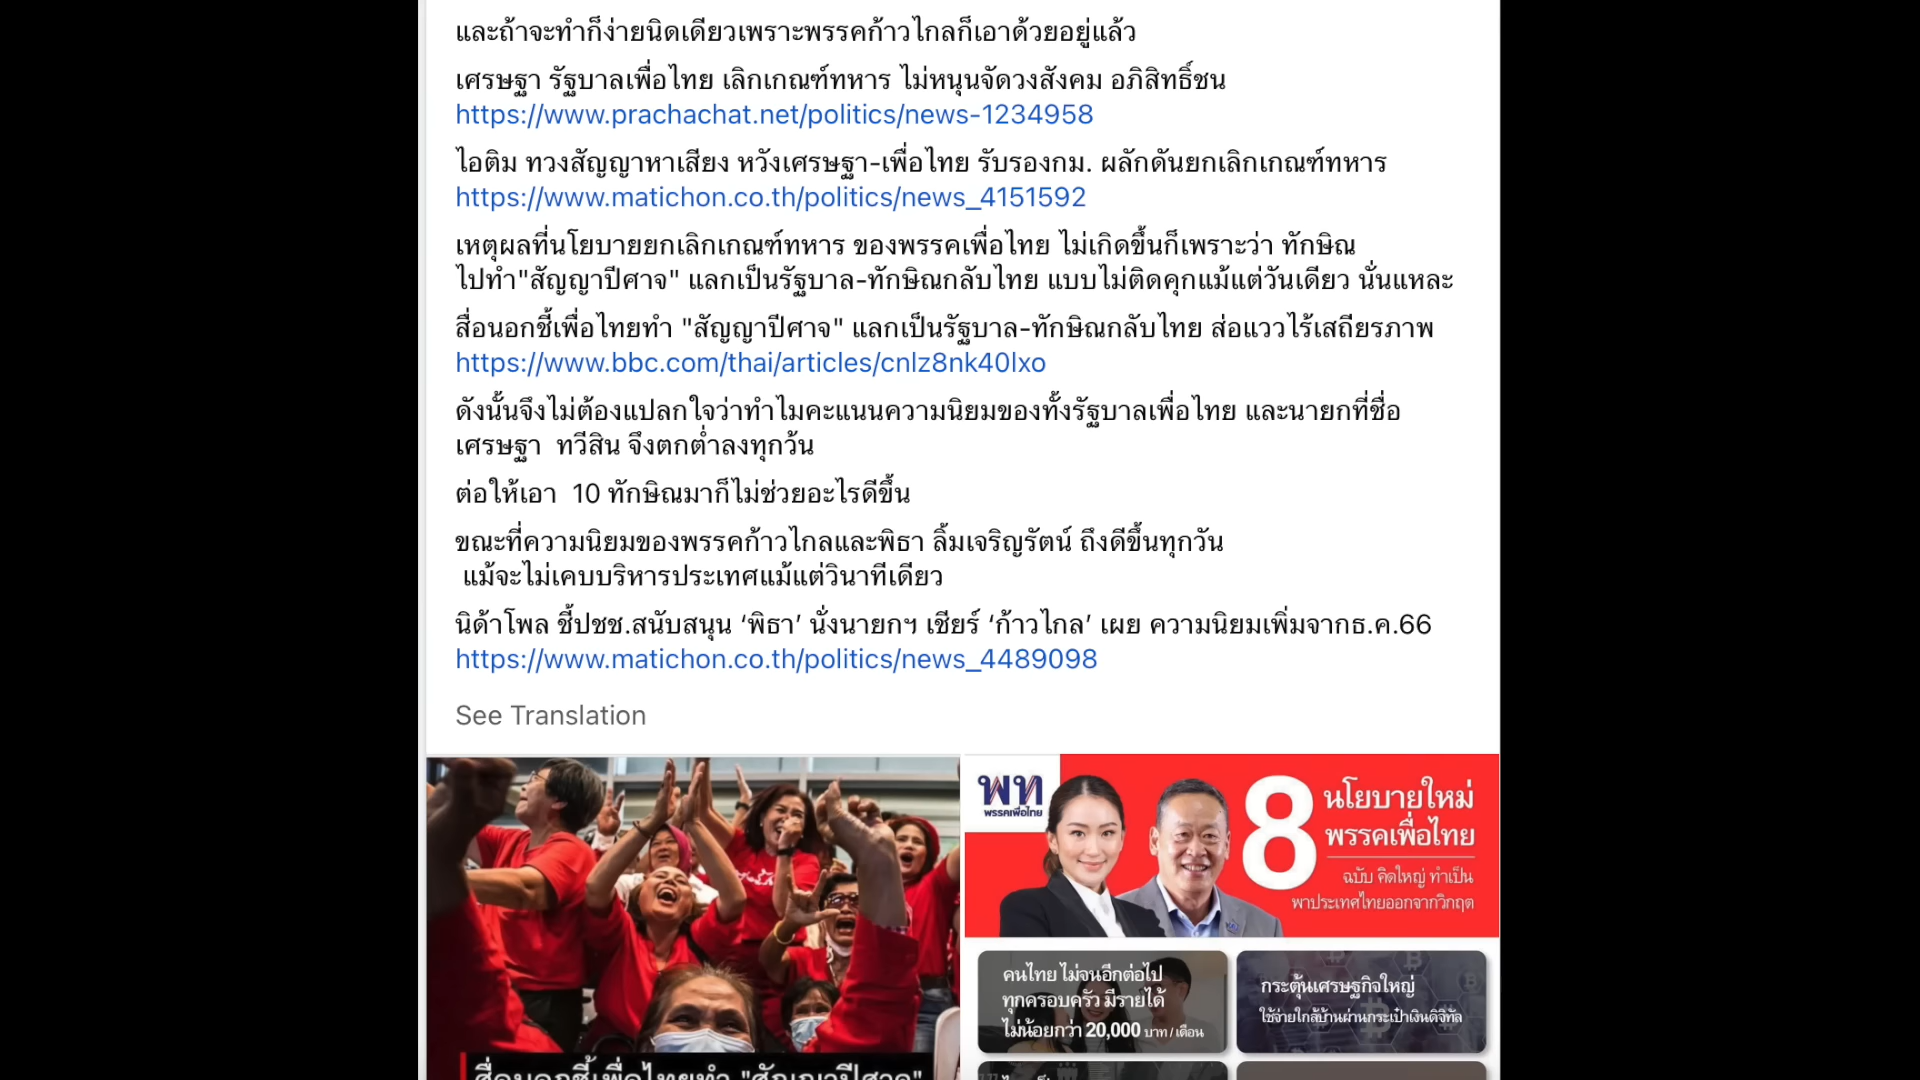 และถ้าจะทำก็ง่ายนิดเดียวเพราะพรรคก้าวไกลก็เอาด้วยอยู่แล้ว
เศรษฐา รัฐบาลเพื่อไทย เลิกเกณฑ์ทหาร ไม่หนุนจัดวงสังคม อภิสิทธิ์ชน
https://www.prachachat.net/politics/news-1234958
ไอติม ทวงสัญญาหาเสียง หวังเศรษฐา-เพื่อไทย รับรองกม. ผลักดันยกเลิกเกณฑ์ทหาร
https://www.matichon.co.th/politics/news_4151592
เหตุผลที่นโยบายยกเลิกเกณฑ์ทหาร ของพรรคเพื่อไทย ไม่เกิดขึ้นก็เพราะว่า ทักษิณ
ไปทำ"สัญญาปีศาจ" แลกเป็นรัฐบาล-ทักษิณกลับไทย แบบไม่ติดคุกแม้แต่วันเดียว นั่นแหละ
สื่อนอกชี้เพื่อไทยทำ "สัญญาปีศาจ" แลกเป็นรัฐบาล-ทักษิณกลับไทย ส่อแววไร้เสถียรภาพ
https://www.bbc.com/thai/articles/cnlz8nk40lxo
ดังนั้นจึงไม่ต้องแปลกใจว่าทำไมคะแนนความนิยมของทั้งรัฐบาลเพื่อไทย และนายกที่ชื่อ
เศรษฐา  ทวีสิน จึงตกต่ำลงทุกว้น
ต่อให้เอา  10 ทักษิณมาก็ไม่ช่วยอะไรดีขึ้น
ขณะที่ความนิยมของพรรคก้าวไกลและพิธา ลิ้มเจริญรัตน์ ถึงดีขึ้นทุกวัน
แม้จะไม่เคบบริหารประเทศแม้แต่วินาทีเดียว
นิด้าโพล ชี้ปชช.สนับสนุน ‘พิธา’ นั่งนายกฯ เชียร์ ‘ก้าวไกล’ เผย ความนิยมเพิ่มจากธ.ค.66
https://www.matichon.co.th/politics/news_4489098
See Translation
พท
พรรคเพื่อไทย
8 นโยบายใหม่
พรรคเพื่อไทย
ฉบับ คิดใหญ่ ทำเป็น
พาประเทศไทยออกจากวิกฤต
คนไทย ไม่จนอีกต่อไป
ทุกครอบครัว มีรายได้
ไม่น้อยกว่า 20,000 บาท / เดือน
กระตุ้นเศรษฐกิจใหญ่
ใช้จ่ายใกล้บ้านผ่านกระเป๋าเงินดิจิทัล
สื่อนอกชี้เพื่อไทยทำ "สัญญาปีศาจ"